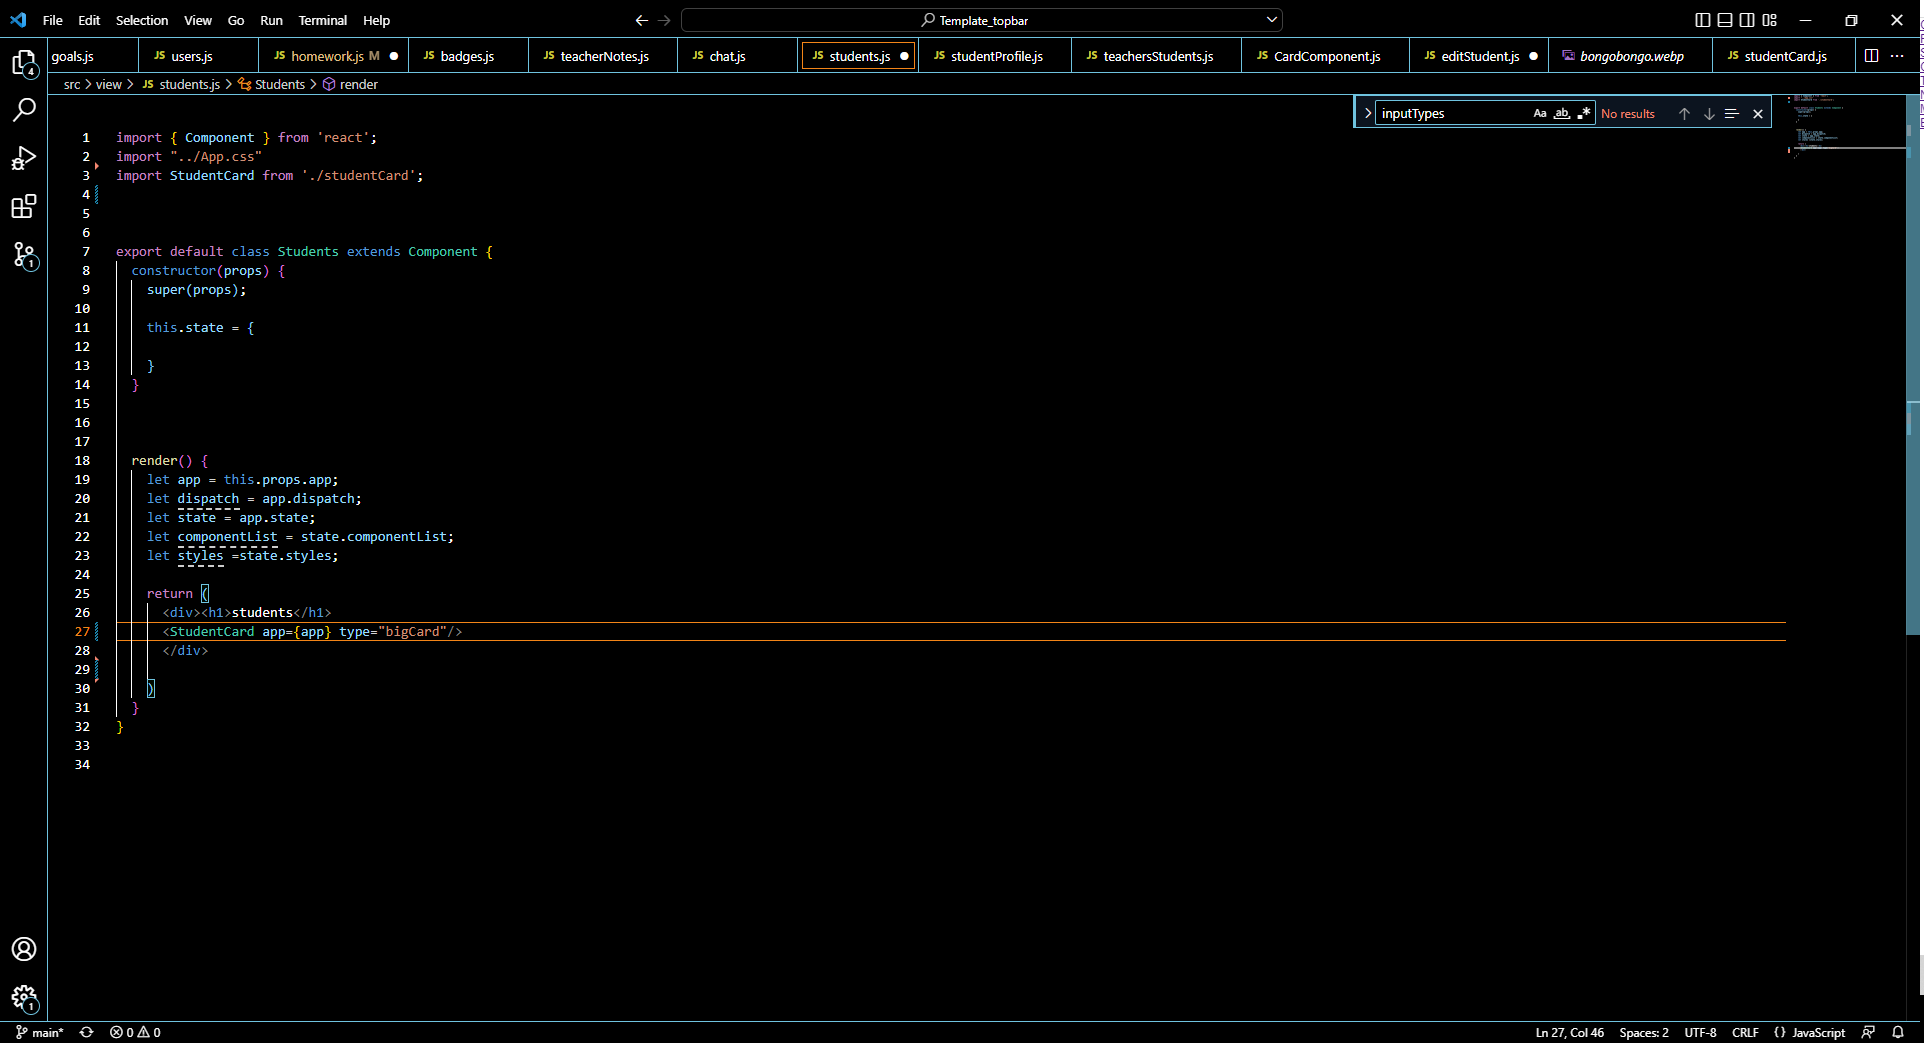 File Edit Selection View Go Run Terminal Help Template_topbar
goals.js JS users.js JS homework.js M JS badges.js JS teacherNotes.js JS chat.js JS students.js JS studentProfile.js JS teachersStudents.js JS CardComponent.js JS editStudent.js bongobongo.webp JS studentCard.js
src > view > JS students.js > Students > render
inputTypes Aa ab .* No results
1 import { Component } from 'react';
2 import "../App.css"
3 import StudentCard from './studentCard';
4
5
6
7 export default class Students extends Component {
8 constructor(props) {
9 super(props);
10
11 this.state = {
12
13 }
14 }
15
16
17
18 render() {
19 let app = this.props.app;
20 let dispatch = app.dispatch;
21 let state = app.state;
22 let componentList = state.componentList;
23 let styles =state.styles;
24
25 return (
26 <div><h1>students</h1>
27 <StudentCard app={app} type="bigCard"/>
28 </div>
29
30 )
31 }
32 }
33
34
4
1
1
main* 0 0 Ln 27, Col 46 Spaces: 2 UTF-8 CRLF {} JavaScript